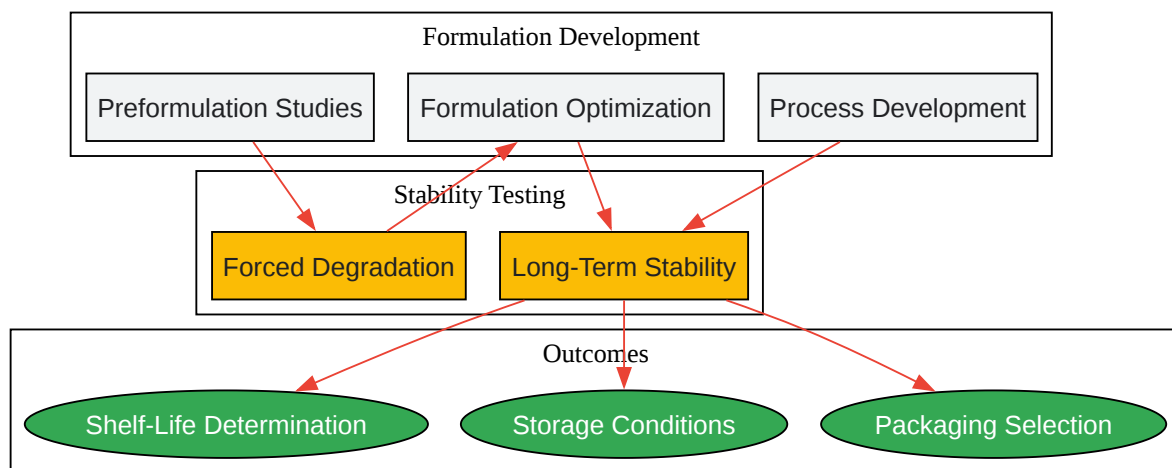 Formulation Development
Preformulation Studies
Formulation Optimization
Process Development
Stability Testing
Forced Degradation
Long-Term Stability
Outcomes
Shelf-Life Determination
Storage Conditions
Packaging Selection